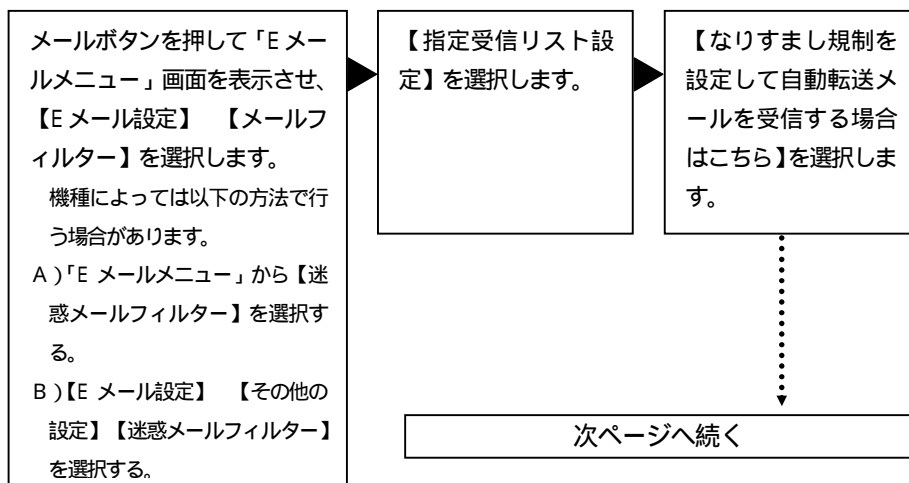 メールボタンを押して「Eメー
ルメニュー」画面を表示させ、
【Eメール設定】　【メールフ
ィルター】を選択します。
機種によっては以下の方法で行
う場合があります。
A)「E メールメニュー」から【迷
惑メールフィルター】を選択す
る。
B)【E メール設定】　【その他の
設定】【迷惑メールフィルター】
を選択する。
【指定受信リスト設
定】を選択します。
【なりすまし規制を
設定して自動転送メ
ールを受信する場合
はこちら】を選択しま
す。
次ページへ続く